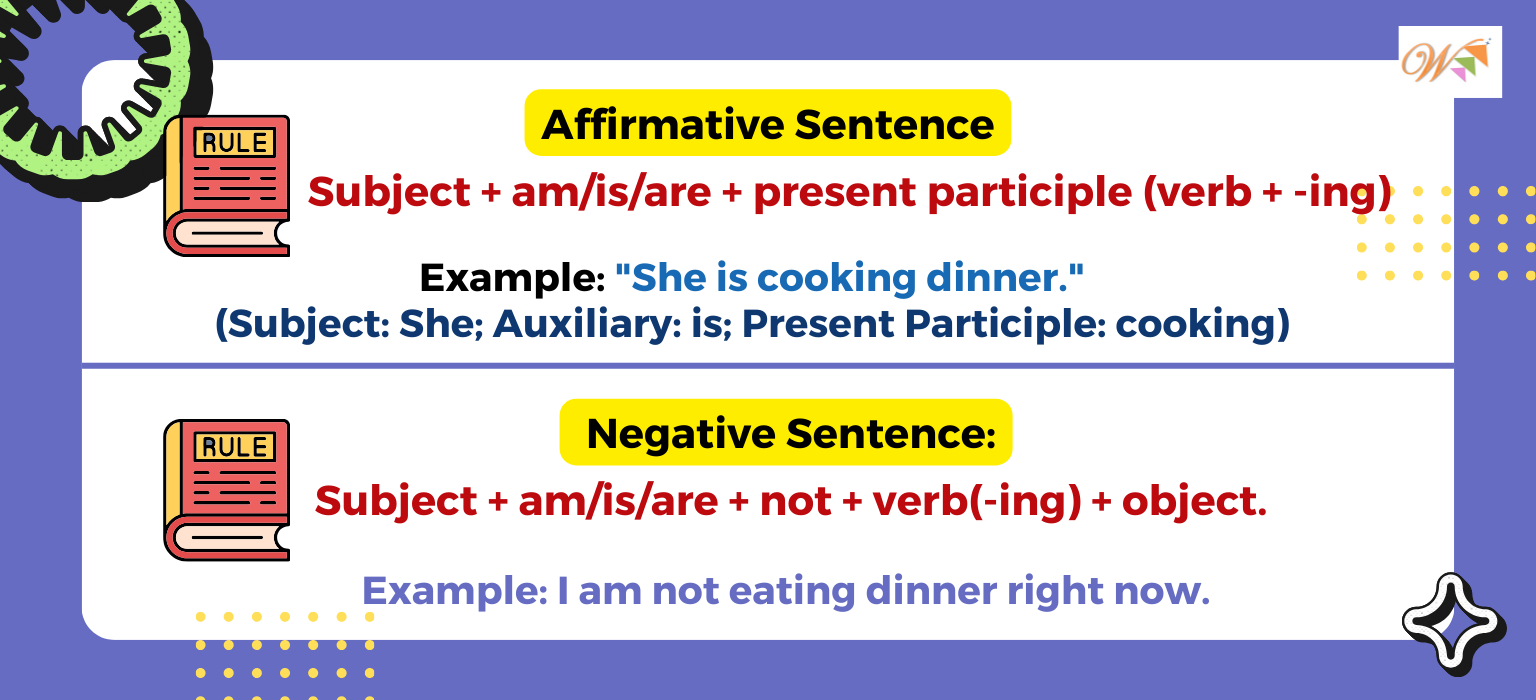 Affirmative Sentence
RULE
Subject + am/is/are + present participle (verb + -ing)
Example: "She is cooking dinner."
(Subject: She; Auxiliary: is; Present Participle: cooking)
Negative Sentence:
RULE
Subject + am/is/are + not + verb(-ing) + object.
Example: I am not eating dinner right now.
W